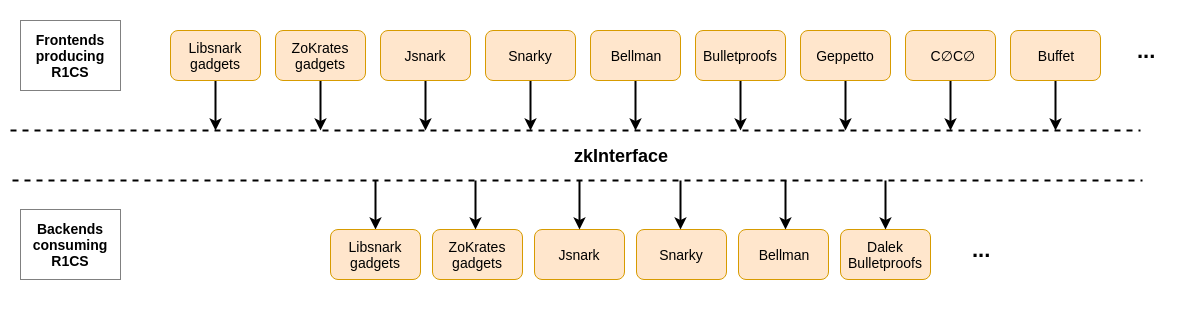 Frontends
producing
R1CS
Libsnark
gadgets
ZoKrates
gadgets
Jsnark
Snarky
Bellman
Bulletproofs
Geppetto
C∅C∅
Buffet
...
zkInterface
Backends
consuming
R1CS
Libsnark
gadgets
ZoKrates
gadgets
Jsnark
Snarky
Bellman
Dalek
Bulletproofs
...